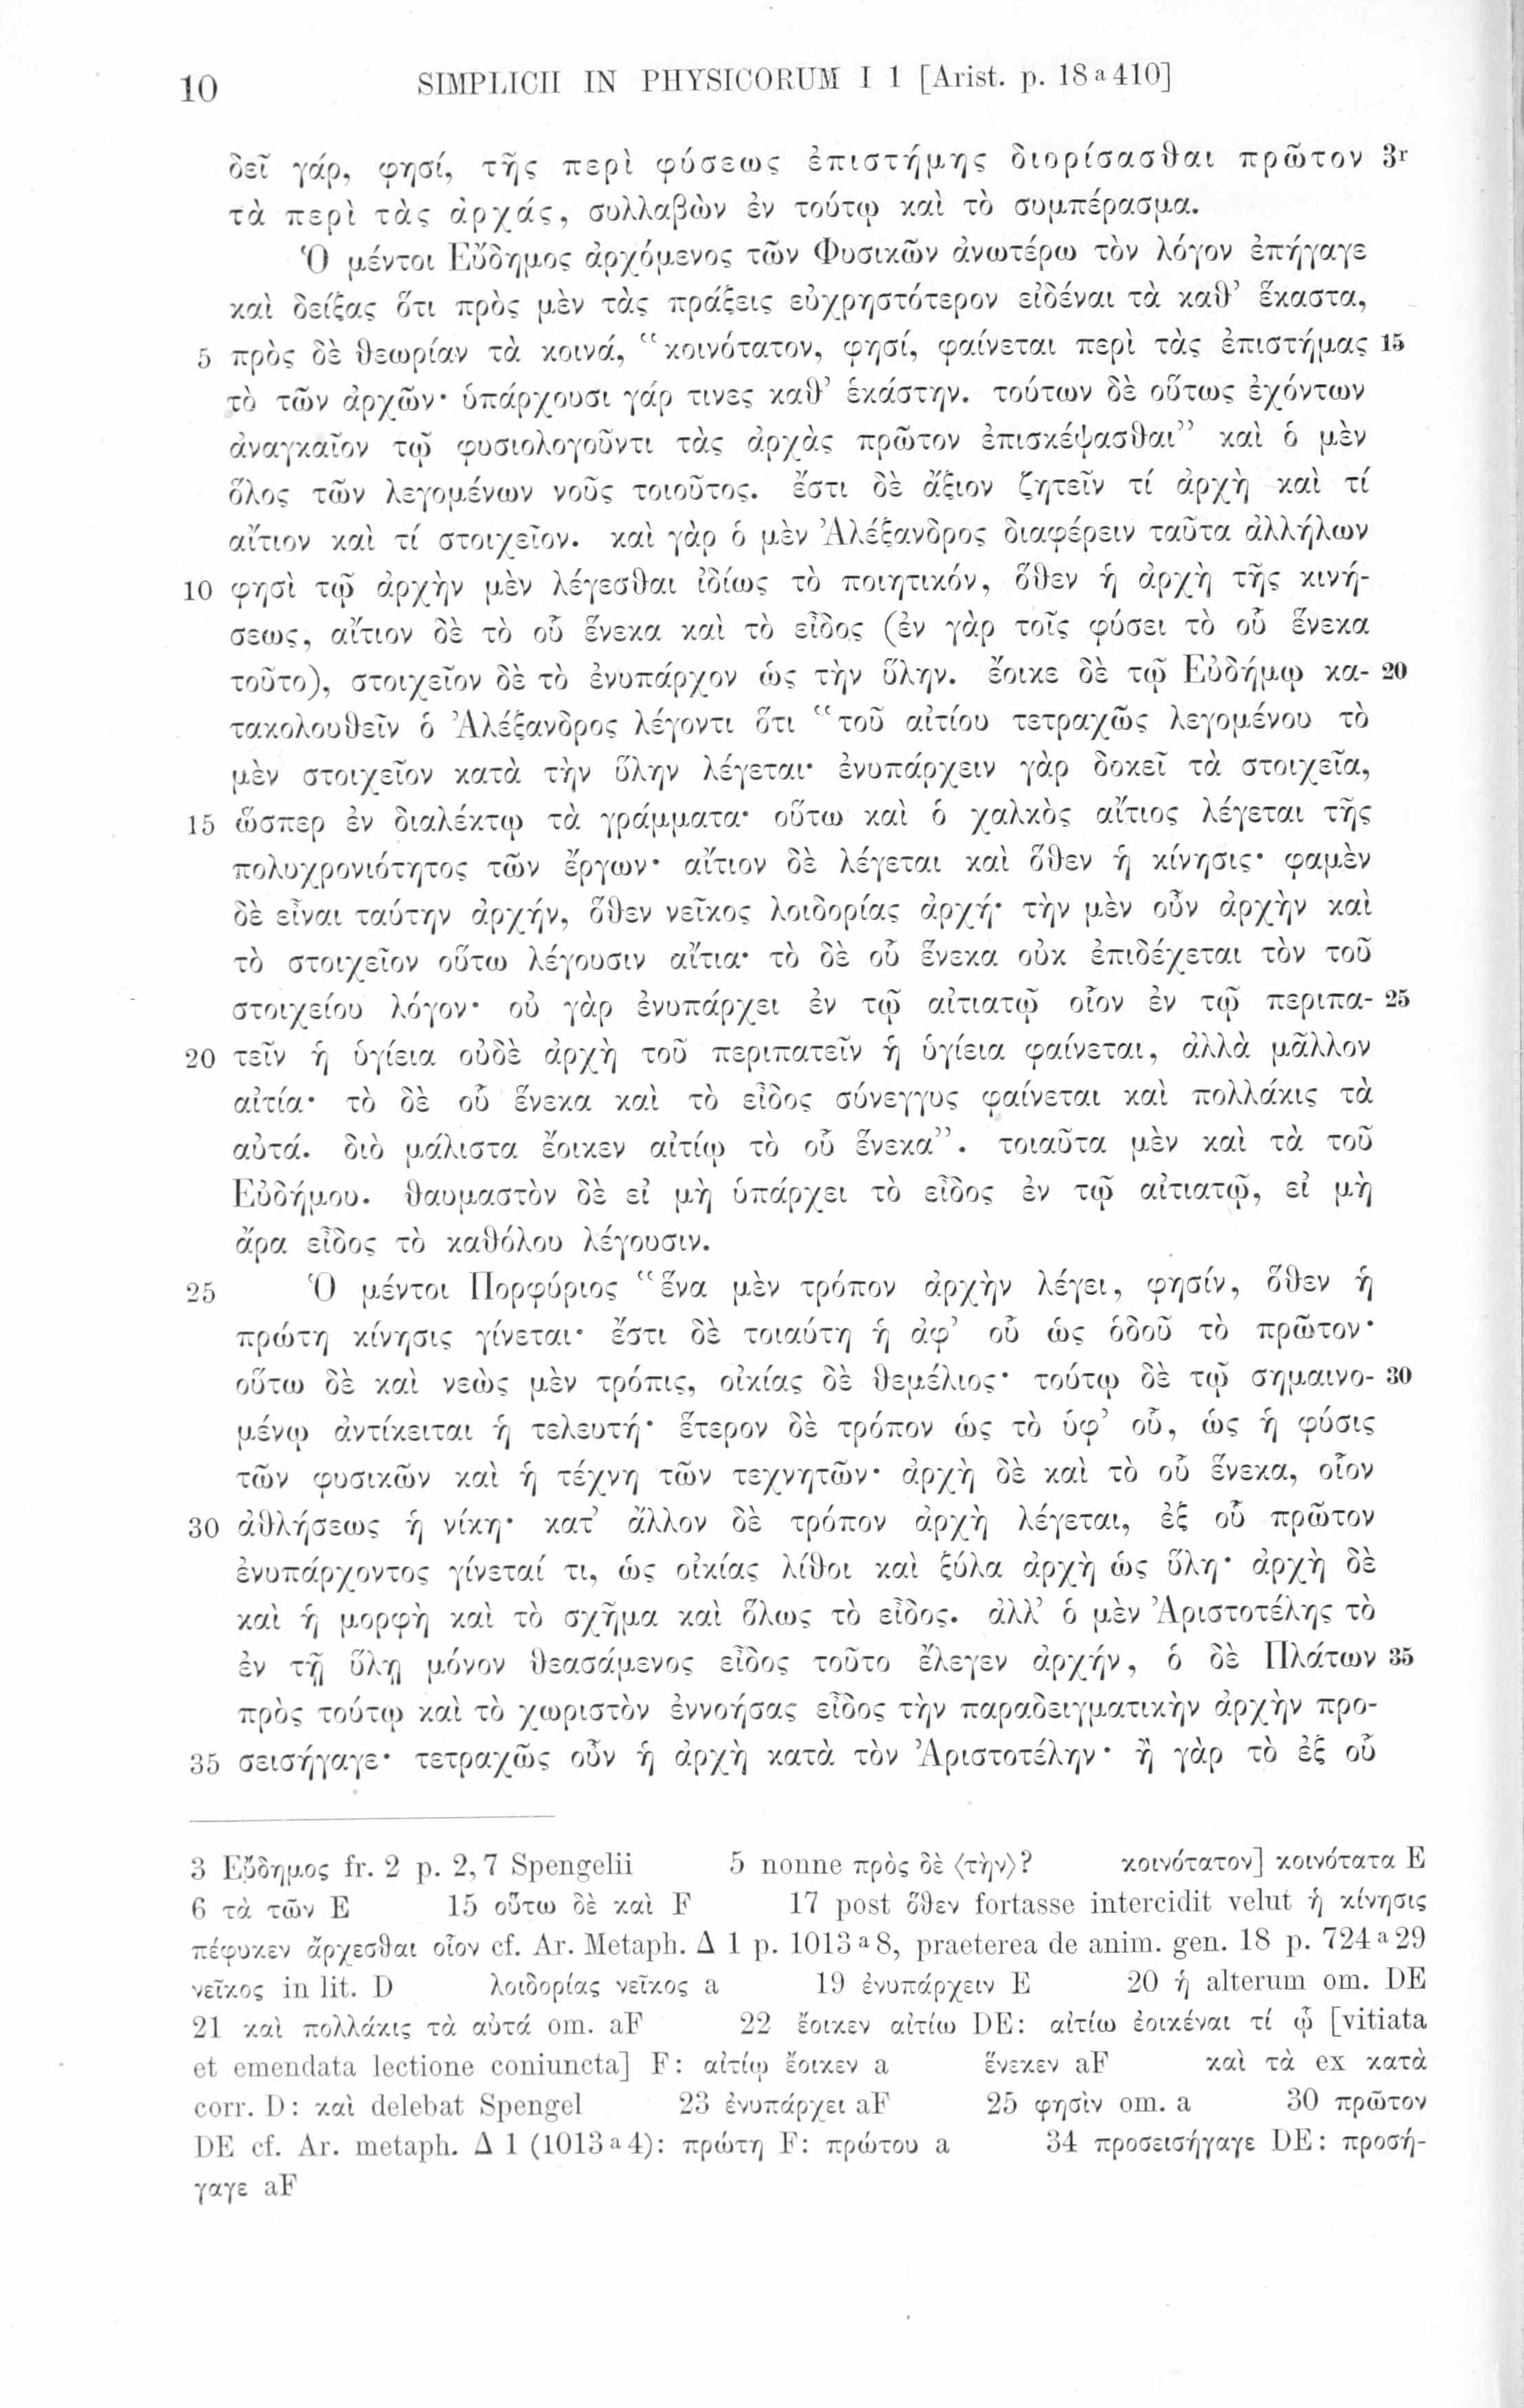 10 SIMPLICII IN PHYSICORUM I 1 [Arist. p. 18 a 410]
δεῖ γάρ, φησί, τῆς περὶ φύσεως ἐπιστήμης διορίσασθαι πρῶτον 3r
τὰ περὶ τὰς ἀρχάς, συλλαβὼν ἐν τούτῳ καὶ τὸ συμπέρασμα.
Ὁ μέντοι Εὔδημος ἀρχόμενος τῶν Φυσικῶν ἀνωτέρω τὸν λόγον ἐπήγαγε
καὶ δείξας ὅτι πρὸς μὲν τὰς πράξεις εὐχρηστότερον εἰδέναι τὰ καθ’ ἕκαστα,
5 πρὸς δὲ θεωρίαν τὰ κοινά, “κοινότατον, φησί, φαίνεται περὶ τὰς ἐπιστήμας 15
τὸ τῶν ἀρχῶν· ὑπάρχουσι γάρ τινες καθ’ ἑκάστην. τούτων δὲ οὕτως ἐχόντων
ἀναγκαῖον τῷ φυσιολογοῦντι τὰς ἀρχὰς πρῶτον ἐπισκέψασθαι” καὶ ὁ μὲν
ὅλος τῶν λεγομένων νοῦς τοιοῦτος. ἔστι δὲ ἄξιον ζητεῖν τί ἀρχὴ καὶ τί
αἴτιον καὶ τί στοιχεῖον. καὶ γὰρ ὁ μὲν Ἀλέξανδρος διαφέρειν ταῦτα ἀλλήλων
10 φησὶ τῷ ἀρχὴν μὲν λέγεσθαι ἰδίως τὸ ποιητικόν, ὅθεν ἡ ἀρχὴ τῆς κινή-
σεως, αἴτιον δὲ τὸ οὗ ἕνεκα καὶ τὸ εἶδος (ἐν γὰρ τοῖς φύσει τὸ οὗ ἕνεκα
τοῦτο), στοιχεῖον δὲ τὸ ἐνυπάρχον ὡς τὴν ὕλην. ἔοικε δὲ τῷ Εὐδήμῳ κα- 20
τακολουθεῖν ὁ Ἀλέξανδρος λέγοντι ὅτι “τοῦ αἰτίου τετραχῶς λεγομένου τὸ
μὲν στοιχεῖον κατὰ τὴν ὕλην λέγεται· ἐνυπάρχειν γὰρ δοκεῖ τὰ στοιχεῖα,
15 ὥσπερ ἐν διαλέκτῳ τὰ γράμματα· οὕτω καὶ ὁ χαλκὸς αἴτιος λέγεται τῆς
πολυχρονιότητος τῶν ἔργων· αἴτιον δὲ λέγεται καὶ ὅθεν ἡ κίνησις· φαμὲν
δὲ εἶναι ταύτην ἀρχήν, ὅθεν νεῖκος λοιδορίας ἀρχή· τὴν μὲν οὖν ἀρχὴν καὶ
τὸ στοιχεῖον οὕτω λέγουσιν αἴτια· τὸ δὲ οὗ ἕνεκα οὐκ ἐπιδέχεται τὸν τοῦ
στοιχείου λόγον· οὐ γὰρ ἐνυπάρχει ἐν τῷ αἰτιατῷ οἷον ἐν τῷ περιπα- 25
20 τεῖν ἡ ὑγίεια οὐδὲ ἀρχὴ τοῦ περιπατεῖν ἡ ὑγίεια φαίνεται, ἀλλὰ μᾶλλον
αἰτία· τὸ δὲ οὗ ἕνεκα καὶ τὸ εἶδος σύνεγγυς φαίνεται καὶ πολλάκις τὰ
αὐτά. διὸ μάλιστα ἔοικεν αἰτίῳ τὸ οὗ ἕνεκα”. τοιαῦτα μὲν καὶ τὰ τοῦ
Εὐδήμου. θαυμαστὸν δὲ εἰ μὴ ὑπάρχει τὸ εἶδος ἐν τῷ αἰτιατῷ, εἰ μὴ
ἄρα εἶδος τὸ καθόλου λέγουσιν.
25 Ὁ μέντοι Πορφύριος “ἕνα μὲν τρόπον ἀρχὴν λέγει, φησίν, ὅθεν ἡ
πρώτη κίνησις γίνεται· ἔστι δὲ τοιαύτη ἡ ἀφ’ οὗ ὡς ὁδοῦ τὸ πρῶτον·
οὕτω δὲ καὶ νεὼς μὲν τρόπις, οἰκίας δὲ θεμέλιος· τούτῳ δὲ τῷ σημαινο- 30
μένῳ ἀντίκειται ἡ τελευτή· ἕτερον δὲ τρόπον ὡς τὸ ὑφ’ οὗ, ὡς ἡ φύσις
τῶν φυσικῶν καὶ ἡ τέχνη τῶν τεχνητῶν· ἀρχὴ δὲ καὶ τὸ οὗ ἕνεκα, οἷον
30 ἀθλήσεως ἡ νίκη· κατ’ ἄλλον δὲ τρόπον ἀρχὴ λέγεται, ἐξ οὗ πρῶτον
ἐνυπάρχοντος γίνεταί τι, ὡς οἰκίας λίθοι καὶ ξύλα ἀρχὴ ὡς ὕλη· ἀρχὴ δὲ
καὶ ἡ μορφὴ καὶ τὸ σχῆμα καὶ ὅλως τὸ εἶδος. ἀλλ’ ὁ μὲν Ἀριστοτέλης τὸ
ἐν τῇ ὕλῃ μόνον θεασάμενος εἶδος τοῦτο ἔλεγεν ἀρχήν, ὁ δὲ Πλάτων 35
πρὸς τούτῳ καὶ τὸ χωριστὸν ἐννοήσας εἶδος τὴν παραδειγματικὴν ἀρχὴν προ-
35 σεισήγαγε· τετραχῶς οὖν ἡ ἀρχὴ κατὰ τὸν Ἀριστοτέλην· ἢ γὰρ τὸ ἐξ οὗ
3 Εὔδημος fr. 2 p. 2,7 Spengelii 5 nonne πρὸς δὲ ⟨τὴν⟩? κοινότατον] κοινότατα E
6 τὰ τῶν E 15 οὕτω δὲ καὶ F 17 post ὅθεν fortasse intercidit velut ἡ κίνησις
πέφυκεν ἄρχεσθαι οἷον cf. Ar. Metaph. Δ 1 p. 1013 a 8, praeterea de anim. gen. 18 p. 724 a 29
νεῖκος in lit. D λοιδορίας νεῖκος a 19 ἐνυπάρχειν E 20 ἡ alterum om. DE
21 καὶ πολλάκις τὰ αὐτά om. aF 22 ἔοικεν αἰτίω DE: αἰτίω ἐοικέναι τί ᾧ [vitiata
et emendata lectione coniuncta] F: αἰτίῳ ἔοικεν a ἕνεκεν aF καὶ τὰ ex κατὰ
corr. D: καὶ delebat Spengel 23 ἐνυπάρχει aF 25 φησὶν om. a 30 πρῶτον
DE cf. Ar. metaph. Δ 1 (1013 a 4): πρώτη F: πρώτου a 34 προσεισήγαγε DE: προσή-
γαγε aF